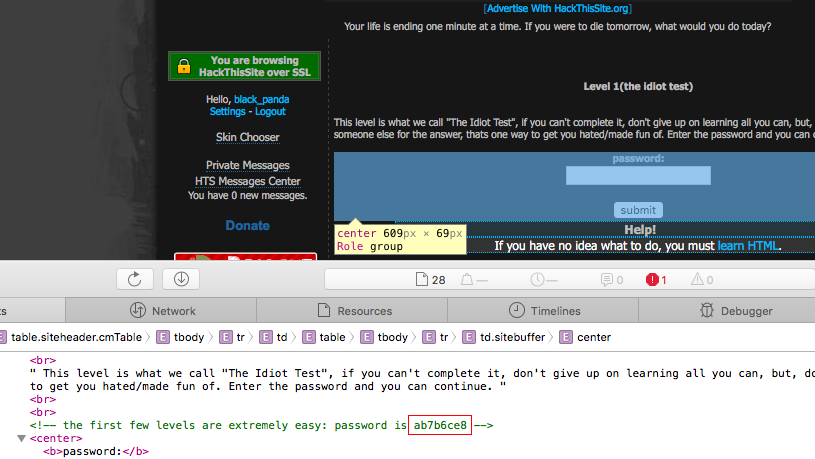 [Advertise With HackThisSite.org]
Your life is ending one minute at a time. If you were to die tomorrow, what would you do today?
You are browsing
HackThisSite over SSL
Level 1(the idiot test)
Hello, black_panda
Settings - Logout
Skin Chooser
This level is what we call "The Idiot Test", if you can't complete it, don't give up on learning all you can, but,
someone else for the answer, thats one way to get you hated/made fun of. Enter the password and you can
password:
Private Messages
HTS Messages Center
You have 0 new messages.
submit
Donate
Help!
center 609px × 69px
Role group
If you have no idea what to do, you must learn HTML.
28 — — 0 1 0
Network Resources Timelines Debugger
E table.siteheader.cmTable E tbody E tr E td E table E tbody E tr E td.sitebuffer E center
<br>
" This level is what we call "The Idiot Test", if you can't complete it, don't give up on learning all you can, but,
to get you hated/made fun of. Enter the password and you can continue. "
<br>
<br>
<!-- the first few levels are extremely easy: password is ab7b6ce8 -->
<center>
<b>password:</b>